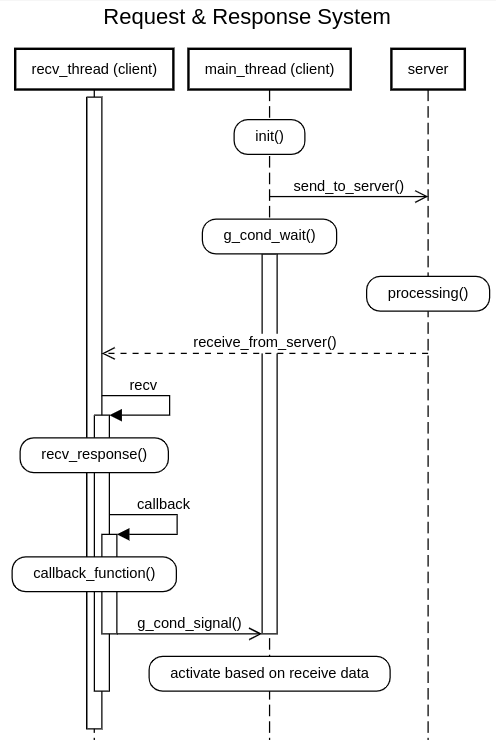 Request & Response System
recv_thread (client)
main_thread (client)
server
init()
send_to_server()
g_cond_wait()
processing()
receive_from_server()
recv
recv_response()
callback
callback_function()
g_cond_signal()
activate based on receive data